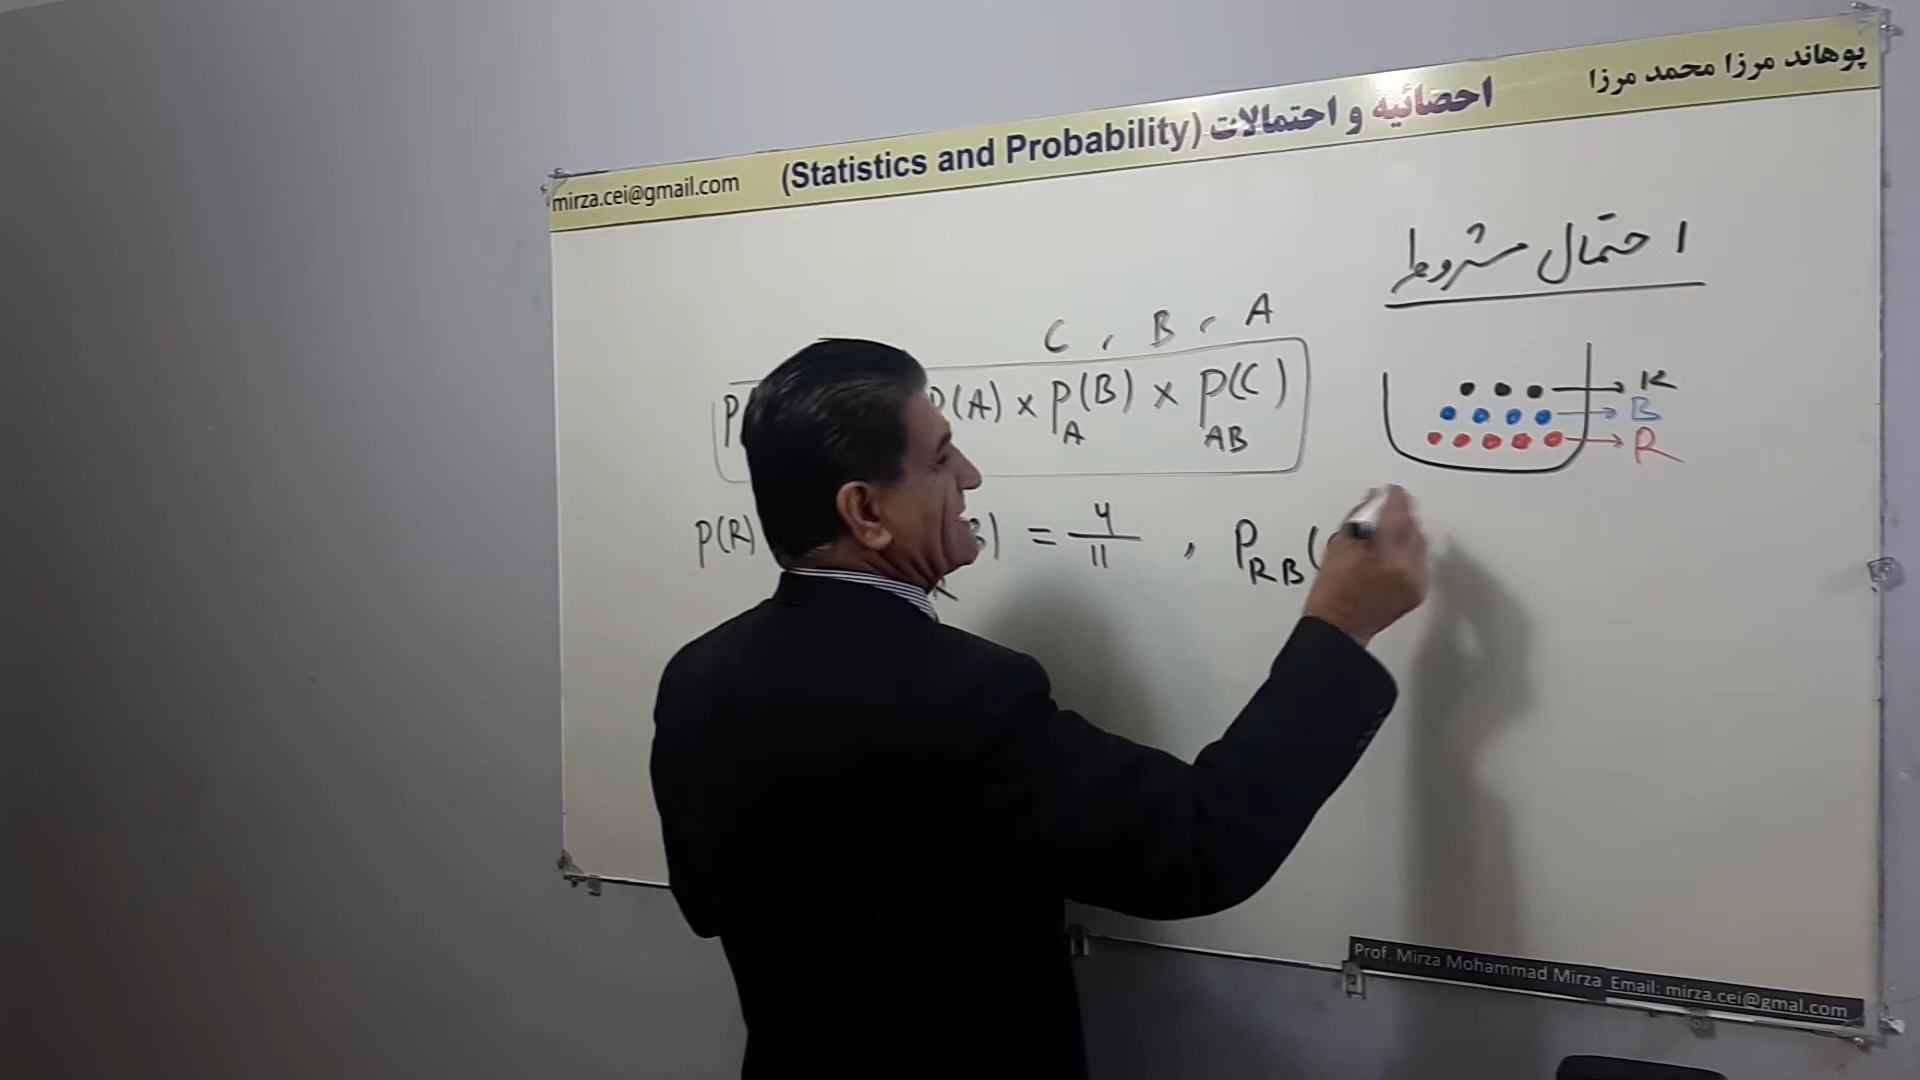 پوهاند مرزا محمد مرزا
احصائیه و احتمالات (Statistics and Probability)
mirza.cei@gmail.com
احتمال مشروط
C , B , A
P(A) × P_A(B) × P_AB(C)
K
B
R
P(R) = 4/11 , P_RB(
Prof. Mirza Mohammad Mirza Email: mirza.cei@gmal.com